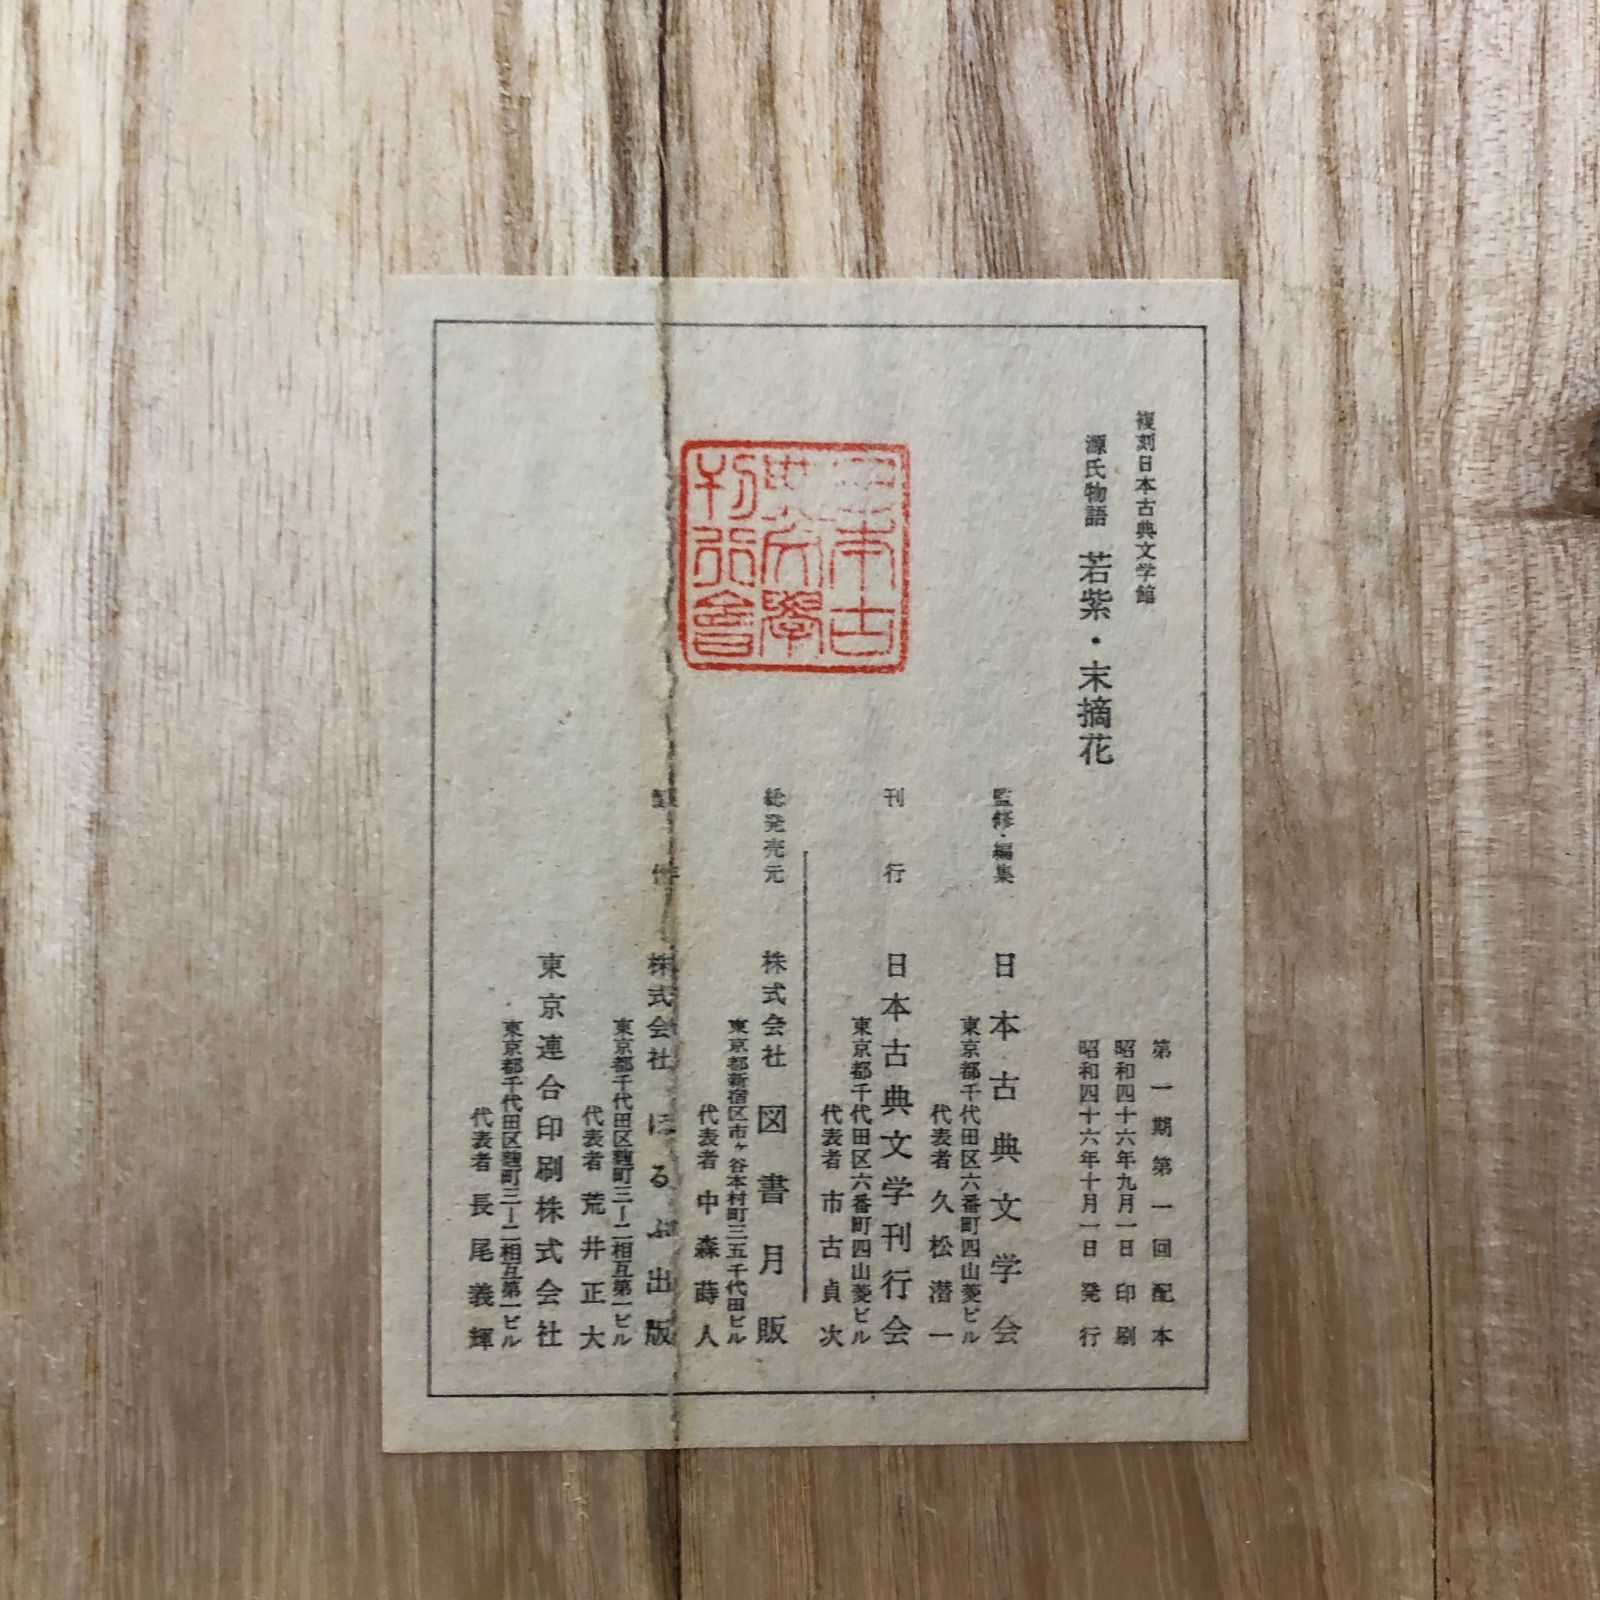 複刻日本古典文学館
源氏物語 若紫・末摘花
第一期第一回配本
昭和四十六年九月一日 印刷
昭和四十六年十月一日 発行
監修・編集 日本古典文学会
東京都千代田区六番町四山菱ビル
代表者 久松潜一
刊行 日本古典文学刊行会
東京都千代田区六番町四山菱ビル
代表者 市古貞次
総発売元 株式会社 図書月販
東京都新宿区市ヶ谷本村町三五千代田ビル
代表者 中森蒔人
製作 株式会社 ほるぷ出版
東京都千代田区麹町三ー二相互第一ビル
代表者 荒井正大
東京連合印刷株式会社
東京都千代田区麹町三ー二相互第一ビル
代表者 長尾義輝
日本古
典文學
刊行會